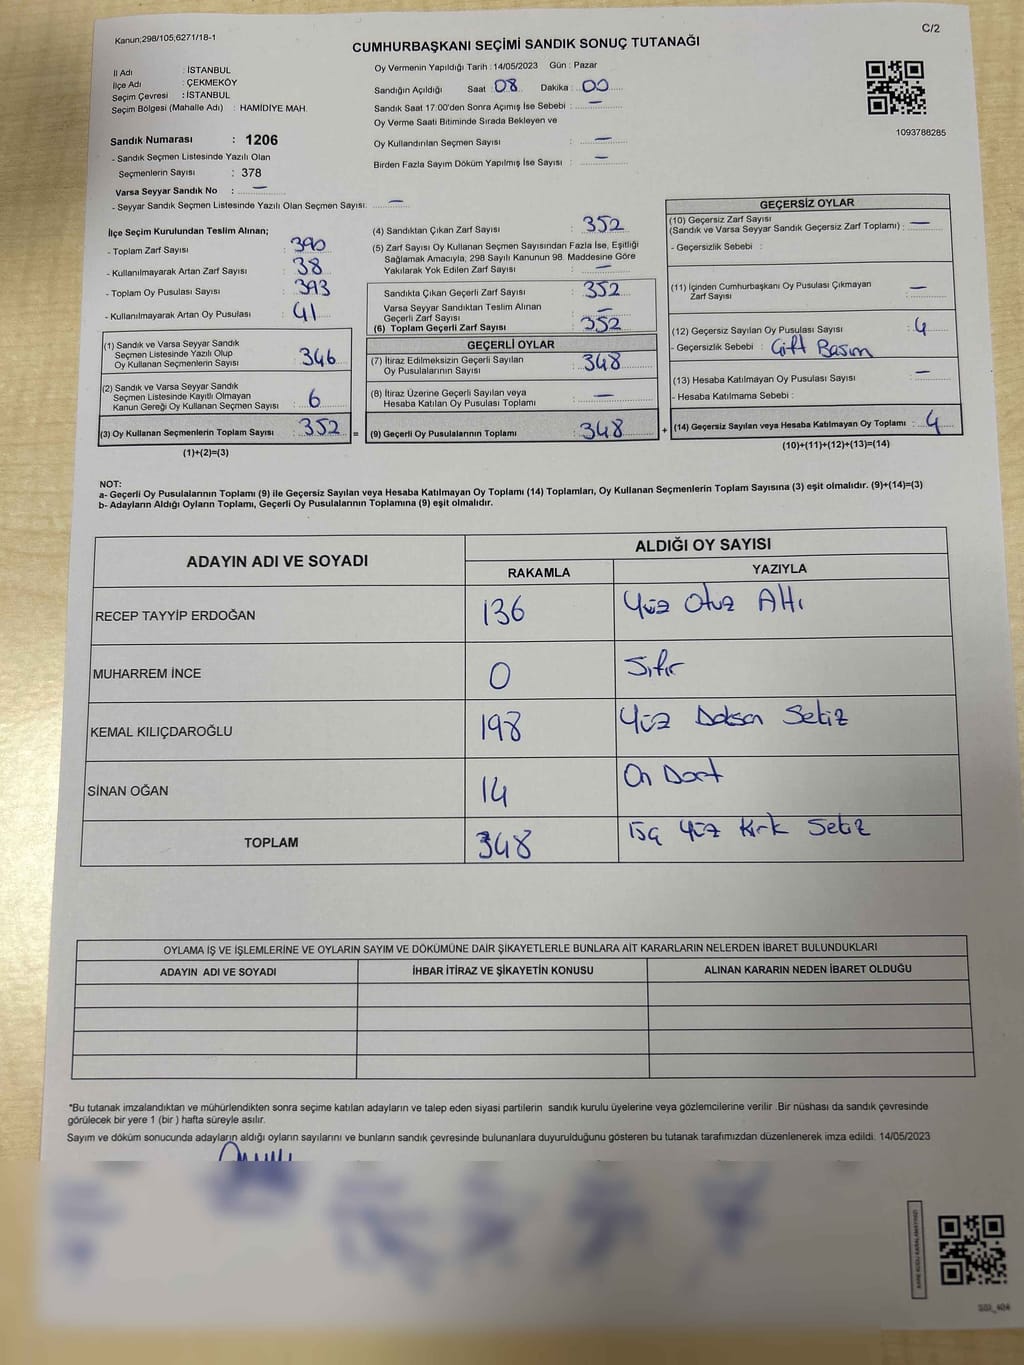 Kanun;298/105,6271/18-1
C/2
CUMHURBAŞKANI SEÇİMİ SANDIK SONUÇ TUTANAĞI
İl Adı : İSTANBUL
İlçe Adı : ÇEKMEKÖY
Seçim Çevresi : İSTANBUL
Seçim Bölgesi (Mahalle Adı) : HAMİDİYE MAH.
Sandık Numarası : 1206
- Sandık Seçmen Listesinde Yazılı Olan
Seçmenlerin Sayısı : 378
Varsa Seyyar Sandık No : —
- Seyyar Sandık Seçmen Listesinde Yazılı Olan Seçmen Sayısı: —
Oy Vermenin Yapıldığı Tarih : 14/05/2023 Gün : Pazar
Sandığın Açıldığı Saat 08 Dakika : 00
Sandık Saat 17:00'den Sonra Açımış İse Sebebi : —
Oy Verme Saati Bitiminde Sırada Bekleyen ve
Oy Kullandırılan Seçmen Sayısı : —
Birden Fazla Sayım Döküm Yapılmış İse Sayısı : —
1093788285
İlçe Seçim Kurulundan Teslim Alınan;
- Toplam Zarf Sayısı : 390
- Kullanılmayarak Artan Zarf Sayısı : 38
- Toplam Oy Pusulası Sayısı : 393
- Kullanılmayarak Artan Oy Pusulası : 41
(1) Sandık ve Varsa Seyyar Sandık
Seçmen Listesinde Yazılı Olup
Oy Kullanan Seçmenlerin Sayısı : 346
(2) Sandık ve Varsa Seyyar Sandık
Seçmen Listesinde Kayıtlı Olmayan
Kanun Gereği Oy Kullanan Seçmen Sayısı : 6
(3) Oy Kullanan Seçmenlerin Toplam Sayısı : 352
(1)+(2)=(3)
(4) Sandıktan Çıkan Zarf Sayısı : 352
(5) Zarf Sayısı Oy Kullanan Seçmen Sayısından Fazla İse, Eşitliği
Sağlamak Amacıyla, 298 Sayılı Kanunun 98. Maddesine Göre
Yakılarak Yok Edilen Zarf Sayısı : —
Sandıkta Çıkan Geçerli Zarf Sayısı : 352
Varsa Seyyar Sandıktan Teslim Alınan
Geçerli Zarf Sayısı : —
(6) Toplam Geçerli Zarf Sayısı : 352
GEÇERLİ OYLAR
(7) İtiraz Edilmeksizin Geçerli Sayılan
Oy Pusulalarının Sayısı : 348
(8) İtiraz Üzerine Geçerli Sayılan veya
Hesaba Katılan Oy Pusulası Toplamı : —
= (9) Geçerli Oy Pusulalarının Toplamı : 348
GEÇERSİZ OYLAR
(10) Geçersiz Zarf Sayısı
(Sandık ve Varsa Seyyar Sandık Geçersiz Zarf Toplamı) : —
- Geçersizlik Sebebi :
(11) İçinden Cumhurbaşkanı Oy Pusulası Çıkmayan
Zarf Sayısı : —
(12) Geçersiz Sayılan Oy Pusulası Sayısı : 4
- Geçersizlik Sebebi : Çift Basım
(13) Hesaba Katılmayan Oy Pusulası Sayısı : —
- Hesaba Katılmama Sebebi :
+ (14) Geçersiz Sayılan veya Hesaba Katılmayan Oy Toplamı : 4
(10)+(11)+(12)+(13)=(14)
NOT:
a- Geçerli Oy Pusulalarının Toplamı (9) ile Geçersiz Sayılan veya Hesaba Katılmayan Oy Toplamı (14) Toplamları, Oy Kullanan Seçmenlerin Toplam Sayısına (3) eşit olmalıdır. (9)+(14)=(3)
b- Adayların Aldığı Oyların Toplamı, Geçerli Oy Pusulalarının Toplamına (9) eşit olmalıdır.
ADAYIN ADI VE SOYADI
ALDIĞI OY SAYISI
RAKAMLA YAZIYLA
RECEP TAYYİP ERDOĞAN 136 Yüz Otuz Altı
MUHARREM İNCE 0 Sıfır
KEMAL KILIÇDAROĞLU 198 Yüz Doksan Sekiz
SİNAN OĞAN 14 On Dört
TOPLAM 348 Üç Yüz Kırk Sekiz
OYLAMA İŞ VE İŞLEMLERİNE VE OYLARIN SAYIM VE DÖKÜMÜNE DAİR ŞİKAYETLERLE BUNLARA AİT KARARLARIN NELERDEN İBARET BULUNDUKLARI
ADAYIN ADI VE SOYADI İHBAR İTİRAZ VE ŞİKAYETİN KONUSU ALINAN KARARIN NEDEN İBARET OLDUĞU
*Bu tutanak imzalandıktan ve mühürlendikten sonra seçime katılan adayların ve talep eden siyasi partilerin sandık kurulu üyelerine veya gözlemcilerine verilir .Bir nüshası da sandık çevresinde
görülecek bir yere 1 (bir ) hafta süreyle asılır.
Sayım ve döküm sonucunda adayların aldığı oyların sayılarını ve bunların sandık çevresinde bulunanlara duyurulduğunu gösteren bu tutanak tarafımızdan düzenlenerek imza edildi. 14/05/2023